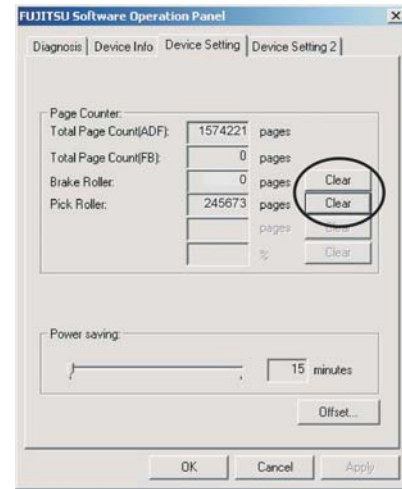 FUJITSU Software Operation Panel
Diagnosis Device Info Device Setting Device Setting 2
Page Counter:
Total Page Count(ADF): 1574221 pages
Total Page Count(FB): 0 pages
Brake Roller: 0 pages Clear
Pick Roller: 245673 pages Clear
pages Clear
% Clear
Power saving:
15 minutes
Offset...
OK Cancel Apply